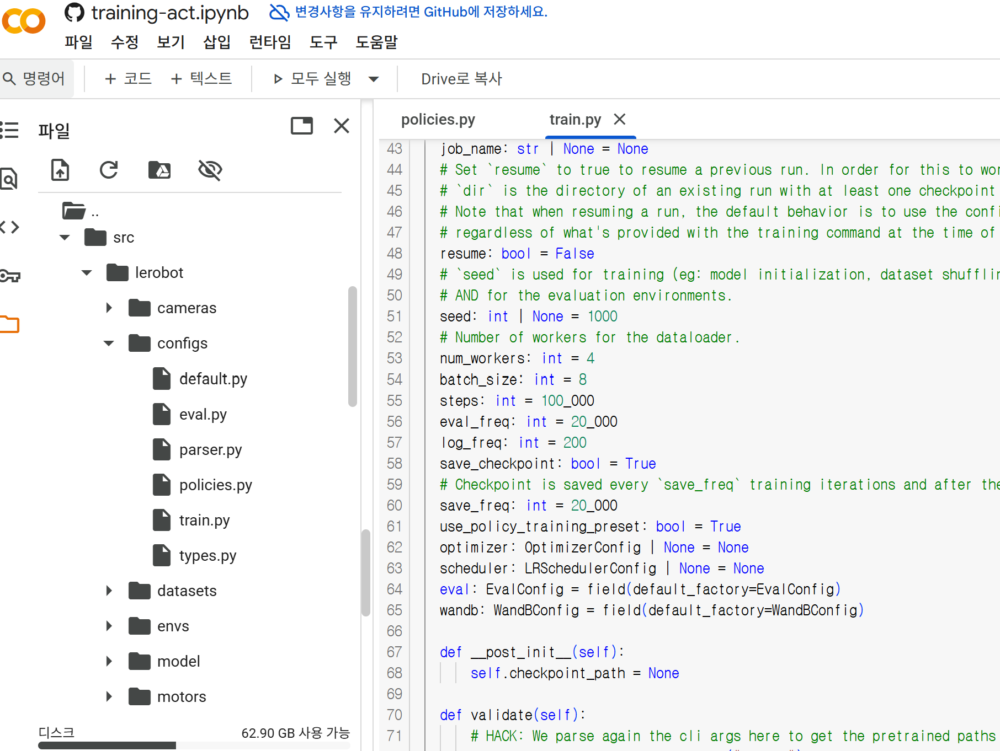 training-act.ipynb 변경사항을 유지하려면 GitHub에 저장하세요.
파일 수정 보기 삽입 런타임 도구 도움말
명령어 + 코드 + 텍스트 모두 실행 Drive로 복사
파일
..
src
lerobot
cameras
configs
default.py
eval.py
parser.py
policies.py
train.py
types.py
datasets
envs
model
motors
디스크 62.90 GB 사용 가능
policies.py train.py
43 job_name: str | None = None
44 # Set `resume` to true to resume a previous run. In order for this to
45 # `dir` is the directory of an existing run with at least one checkpoint
46 # Note that when resuming a run, the default behavior is to use the
47 # regardless of what's provided with the training command at the time of
48 resume: bool = False
49 # `seed` is used for training (eg: model initialization, dataset
50 # AND for the evaluation environments.
51 seed: int | None = 1000
52 # Number of workers for the dataloader.
53 num_workers: int = 4
54 batch_size: int = 8
55 steps: int = 100_000
56 eval_freq: int = 20_000
57 log_freq: int = 200
58 save_checkpoint: bool = True
59 # Checkpoint is saved every `save_freq` training iterations and after the
60 save_freq: int = 20_000
61 use_policy_training_preset: bool = True
62 optimizer: OptimizerConfig | None = None
63 scheduler: LRSchedulerConfig | None = None
64 eval: EvalConfig = field(default_factory=EvalConfig)
65 wandb: WandBConfig = field(default_factory=WandBConfig)
66
67 def __post_init__(self):
68 self.checkpoint_path = None
69
70 def validate(self):
71 # HACK: We parse again the cli args here to get the pretrained paths